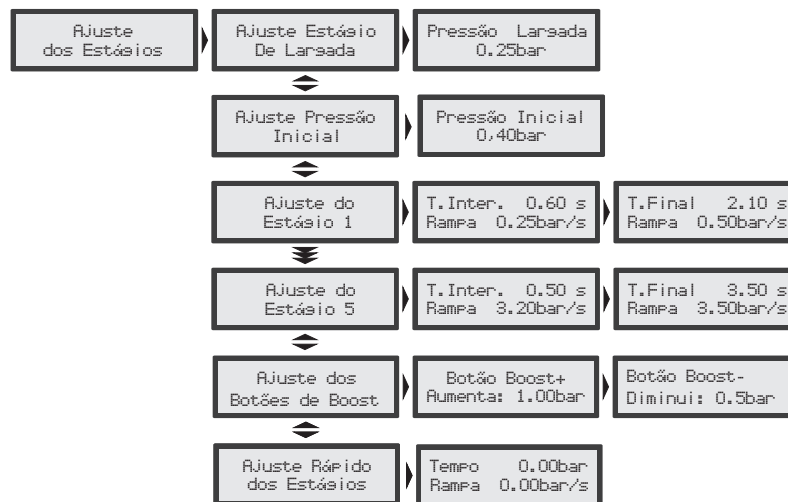 Ajuste
dos Estágios
Ajuste Estágio
De Largada
Pressão Largada
0.25bar
Ajuste Pressão
Inicial
Pressão Inicial
0,40bar
Ajuste do
Estágio 1
T.Inter. 0.60 s
Rampa 0.25bar/s
T.Final 2.10 s
Rampa 0.50bar/s
Ajuste do
Estágio 5
T.Inter. 0.50 s
Rampa 3.20bar/s
T.Final 3.50 s
Rampa 3.50bar/s
Ajuste dos
Botões de Boost
Botão Boost+
Aumenta: 1.00bar
Botão Boost-
Diminui: 0.5bar
Ajuste Rápido
dos Estágios
Tempo 0.00bar
Rampa 0.00bar/s